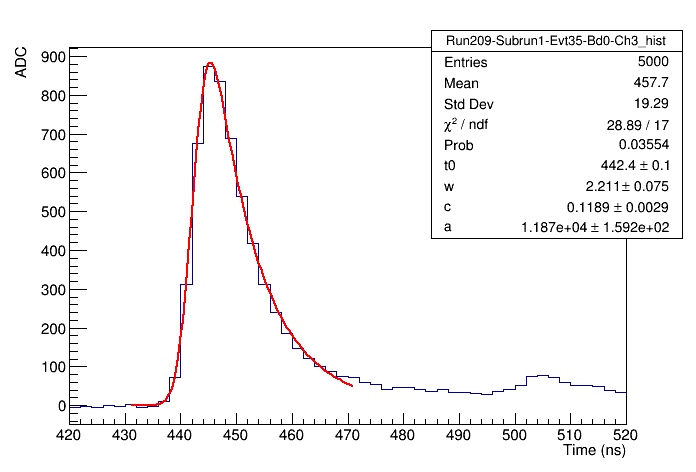 Run209-Subrun1-Evt35-Bd0-Ch3_hist
Entries 5000
Mean 457.7
Std Dev 19.29
χ² / ndf 28.89 / 17
Prob 0.03554
t0 442.4 ± 0.1
w 2.211± 0.075
c 0.1189 ± 0.0029
a 1.187e+04 ± 1.592e+02
ADC
900
800
700
600
500
400
300
200
100
0
420 430 440 450 460 470 480 490 500 510 520
Time (ns)